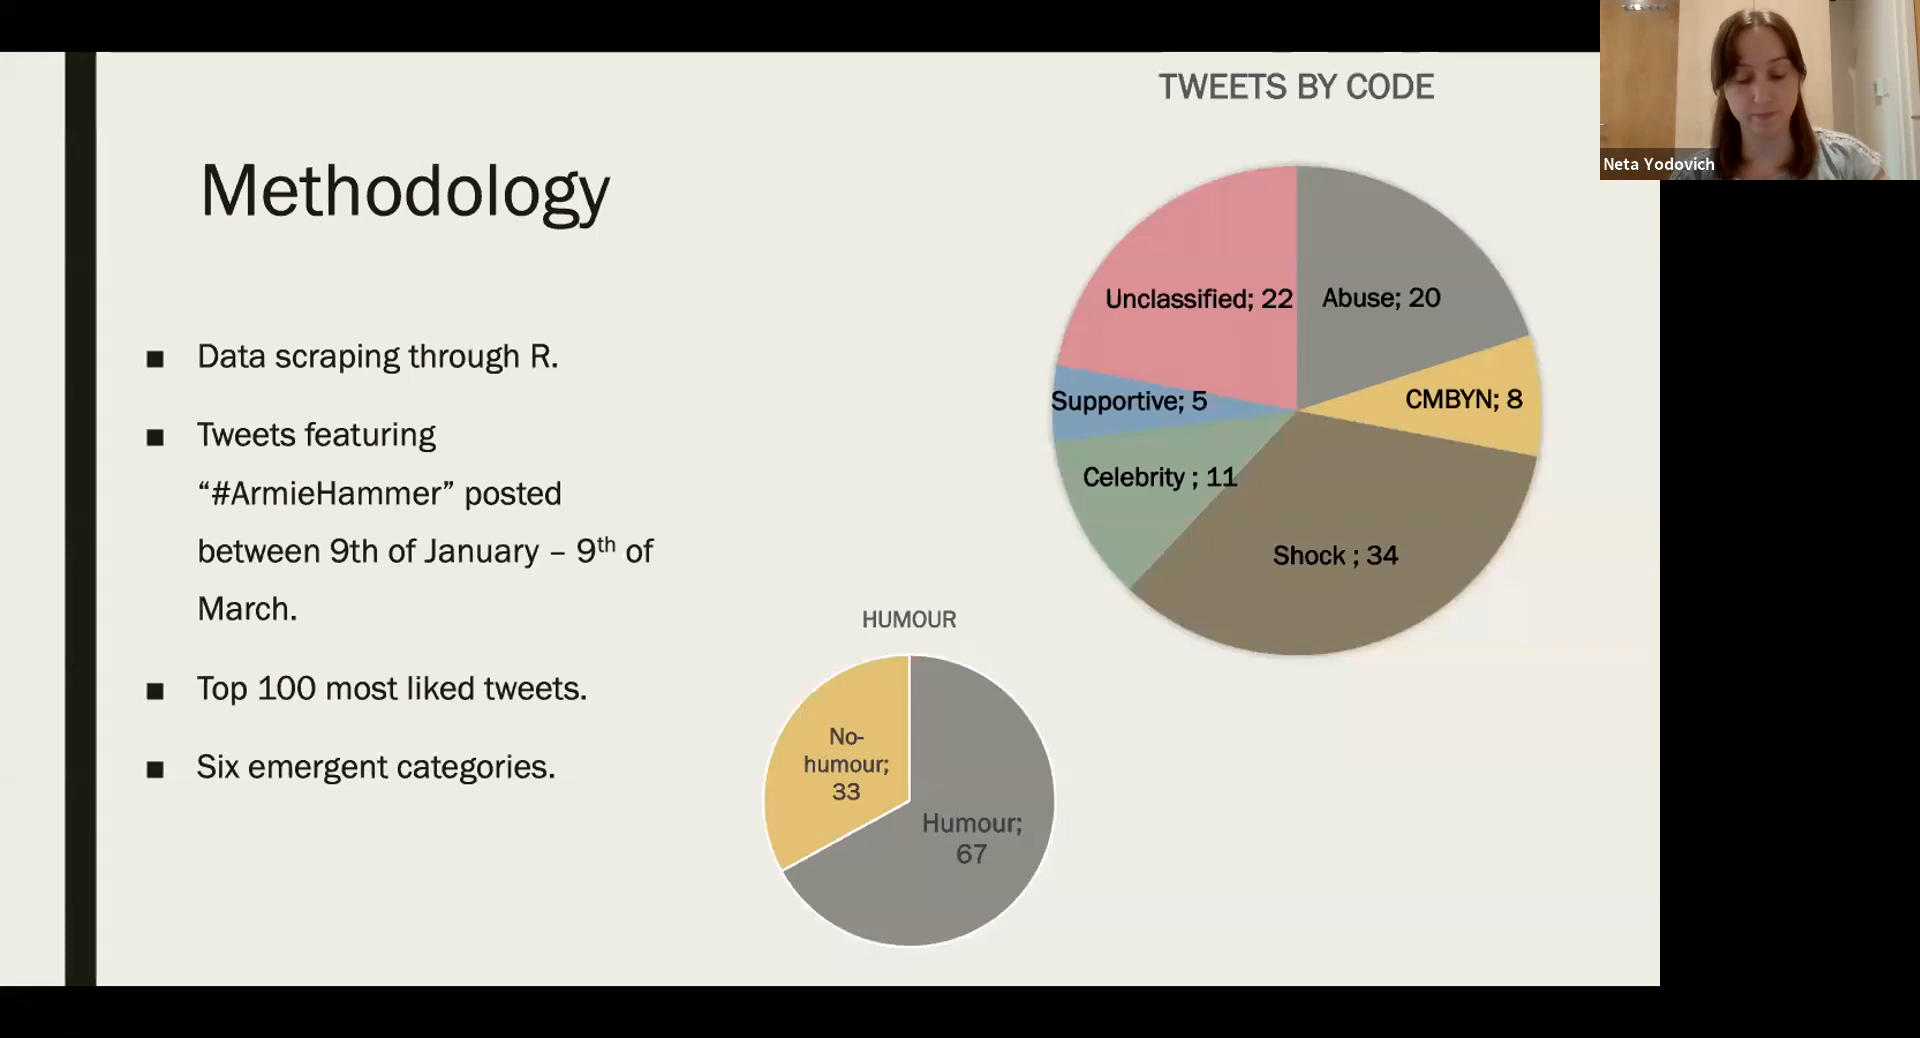 TWEETS BY CODE
Neta Yodovich
Methodology
■ Data scraping through R.
■ Tweets featuring
“#ArmieHammer” posted
between 9th of January – 9th of
March.
■ Top 100 most liked tweets.
■ Six emergent categories.
Unclassified; 22
Abuse; 20
Supportive; 5
CMBYN; 8
Celebrity ; 11
Shock ; 34
HUMOUR
No-
humour;
33
Humour;
67